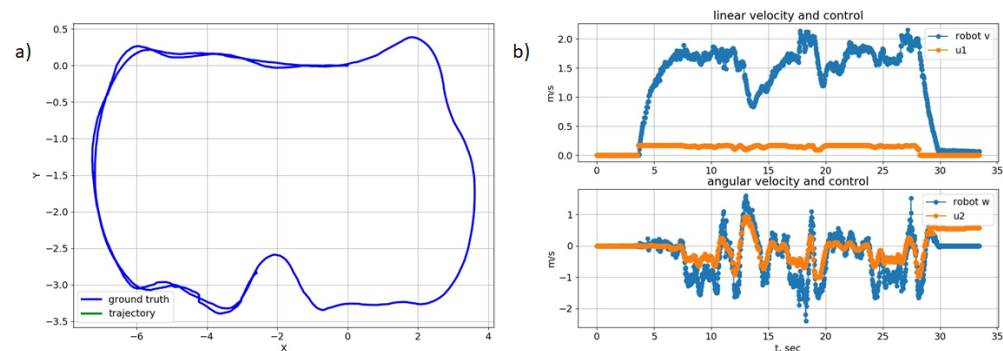 a)
0.5
0.0
−0.5
−1.0
−1.5
−2.0
−2.5
−3.0
−3.5
Y
ground truth
trajectory
−6 −4 −2 0 2 4
X
b)
linear velocity and control
2.0
1.5
1.0
0.5
0.0
m/s
robot v
u1
0 5 10 15 20 25 30 35
angular velocity and control
1
0
−1
−2
m/s
robot w
u2
0 5 10 15 20 25 30 35
t, sec